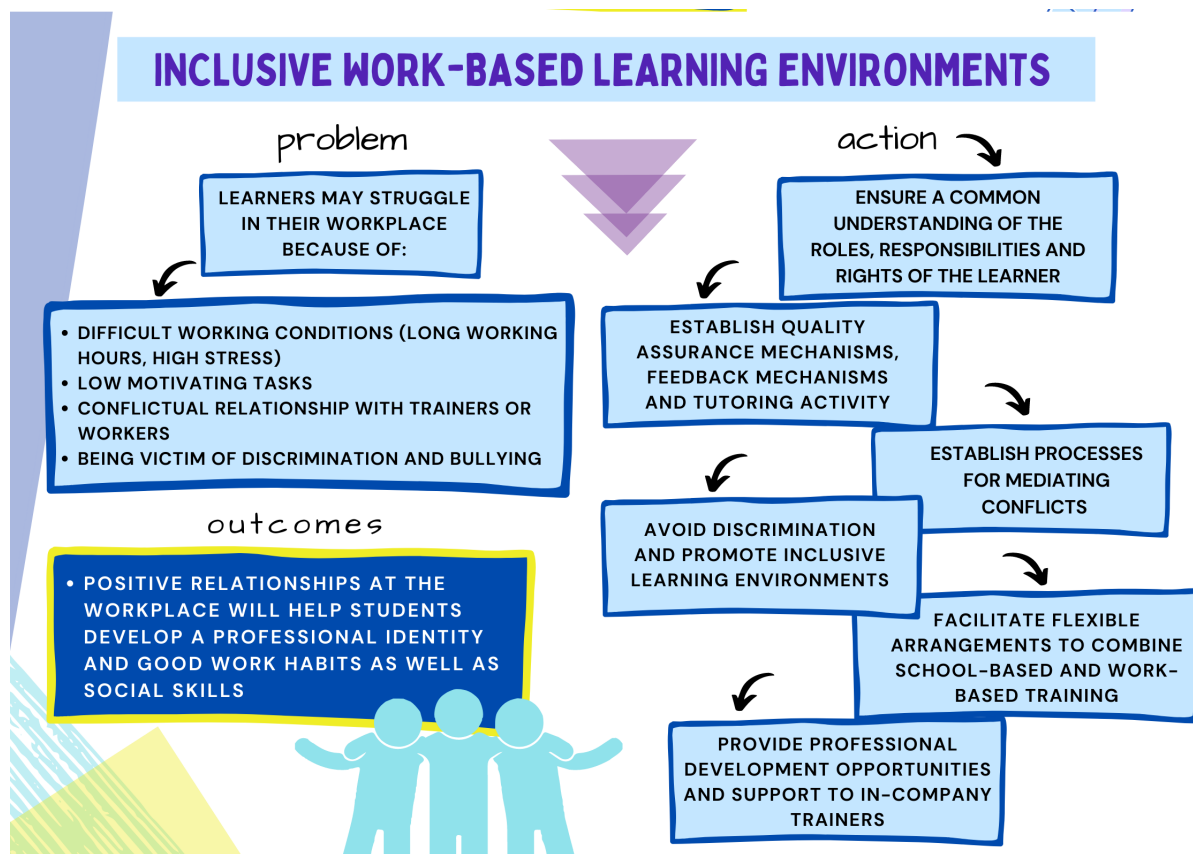 INCLUSIVE WORK-BASED LEARNING ENVIRONMENTS
problem
LEARNERS MAY STRUGGLE
IN THEIR WORKPLACE
BECAUSE OF:
• DIFFICULT WORKING CONDITIONS (LONG WORKING
HOURS, HIGH STRESS)
• LOW MOTIVATING TASKS
• CONFLICTUAL RELATIONSHIP WITH TRAINERS OR
WORKERS
• BEING VICTIM OF DISCRIMINATION AND BULLYING
outcomes
• POSITIVE RELATIONSHIPS AT THE
WORKPLACE WILL HELP STUDENTS
DEVELOP A PROFESSIONAL IDENTITY
AND GOOD WORK HABITS AS WELL AS
SOCIAL SKILLS
action
ENSURE A COMMON
UNDERSTANDING OF THE
ROLES, RESPONSIBILITIES AND
RIGHTS OF THE LEARNER
ESTABLISH QUALITY
ASSURANCE MECHANISMS,
FEEDBACK MECHANISMS
AND TUTORING ACTIVITY
ESTABLISH PROCESSES
FOR MEDIATING
CONFLICTS
AVOID DISCRIMINATION
AND PROMOTE INCLUSIVE
LEARNING ENVIRONMENTS
FACILITATE FLEXIBLE
ARRANGEMENTS TO COMBINE
SCHOOL-BASED AND WORK-
BASED TRAINING
PROVIDE PROFESSIONAL
DEVELOPMENT OPPORTUNITIES
AND SUPPORT TO IN-COMPANY
TRAINERS